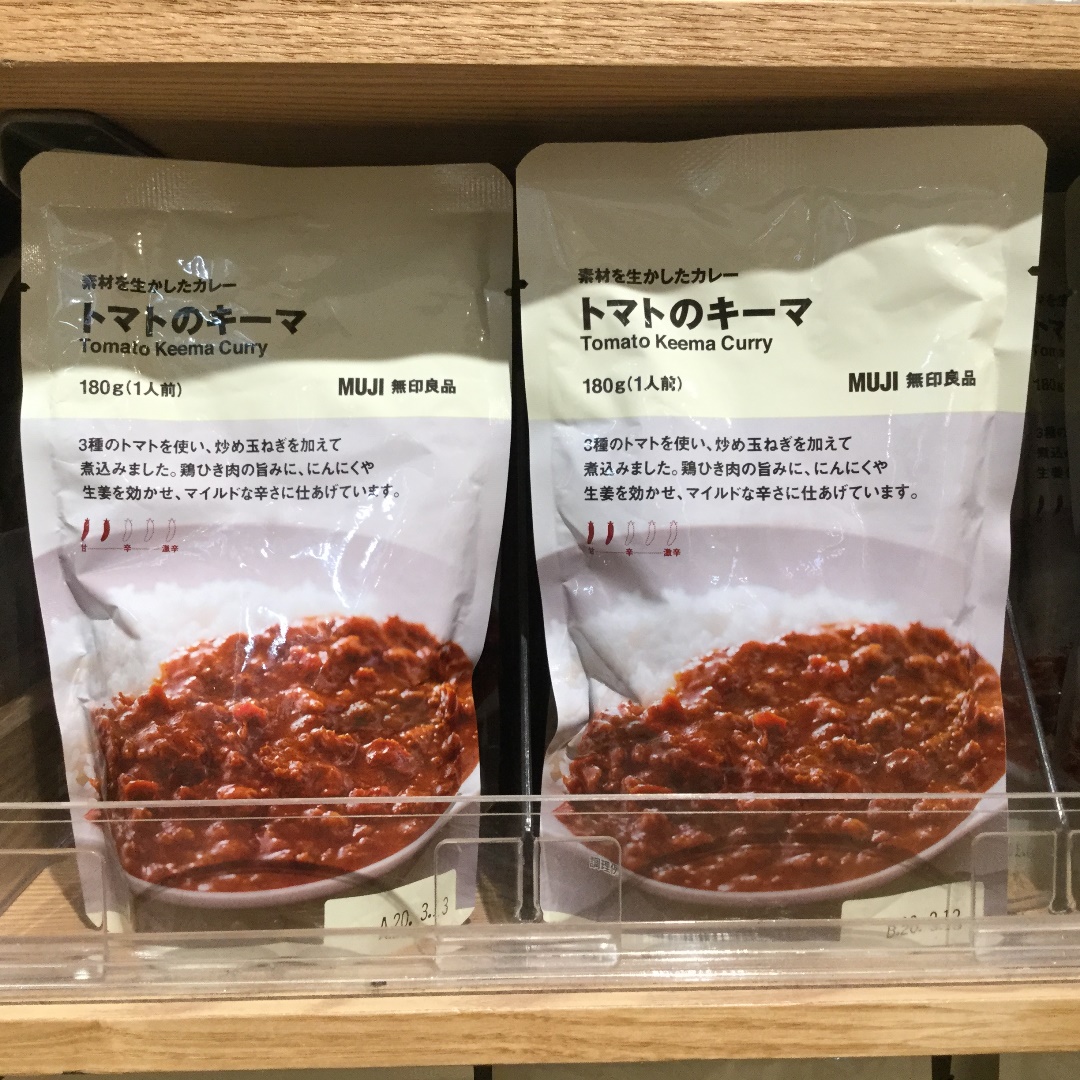 素材を生かしたカレー
トマトのキーマ
Tomato Keema Curry
180g(1人前)
MUJI 無印良品
3種のトマトを使い、炒め玉ねぎを加えて
煮込みました。鶏ひき肉の旨みに、にんにくや
生姜を効かせ、マイルドな辛さに仕あげています。
甘 辛 激辛
素材を生かしたカレー
トマトのキーマ
Tomato Keema Curry
180g(1人前)
MUJI 無印良品
3種のトマトを使い、炒め玉ねぎを加えて
煮込みました。鶏ひき肉の旨みに、にんにくや
生姜を効かせ、マイルドな辛さに仕あげています。
甘 辛 激辛